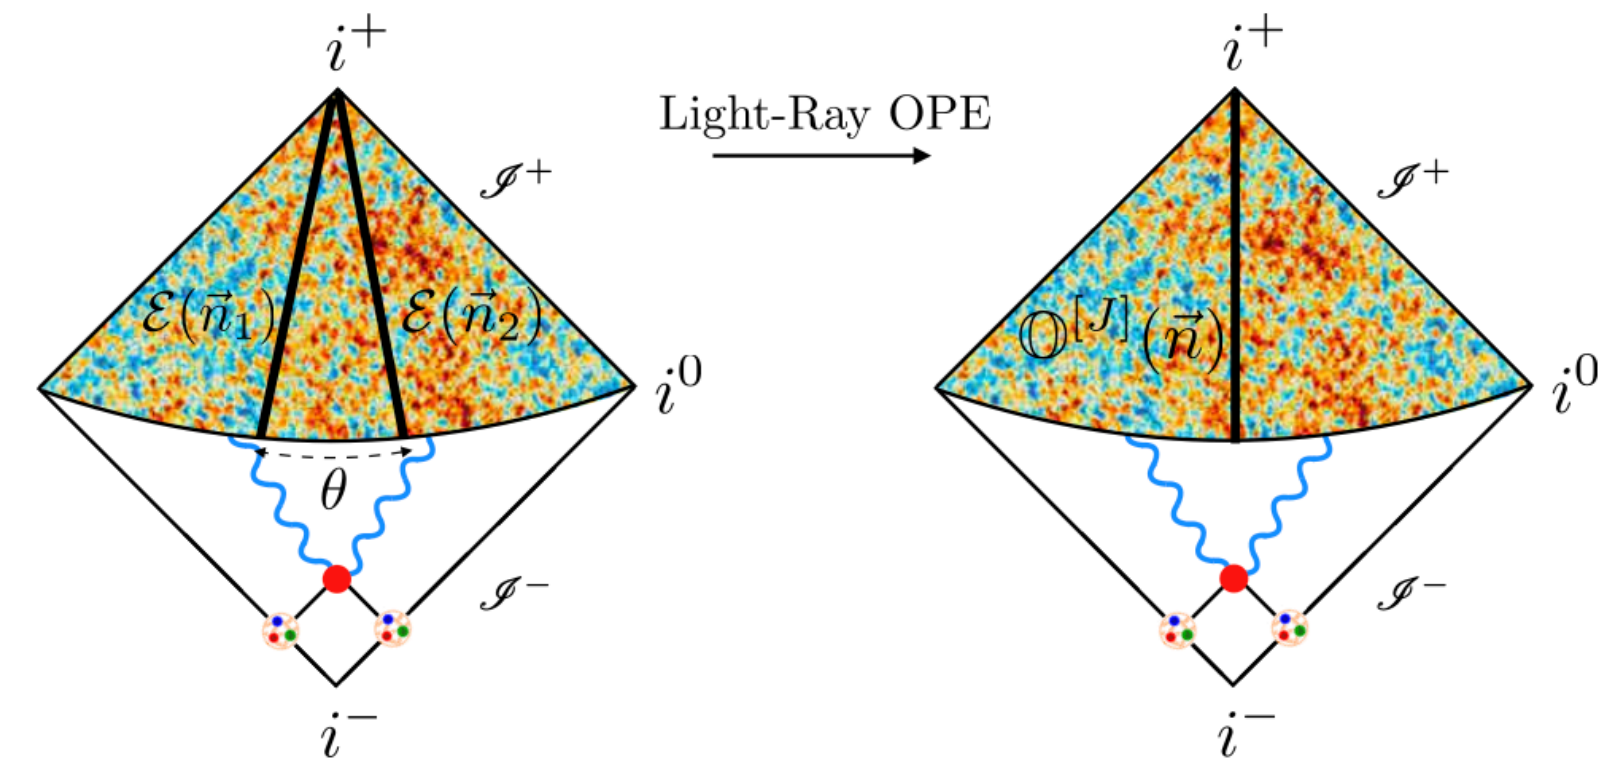 i⁺
i⁺
Light-Ray OPE
𝓘⁺
𝓘⁺
ℰ(n⃗₁)
ℰ(n⃗₂)
𝕆^[J](n⃗)
i⁰
i⁰
θ
𝓘⁻
𝓘⁻
i⁻
i⁻